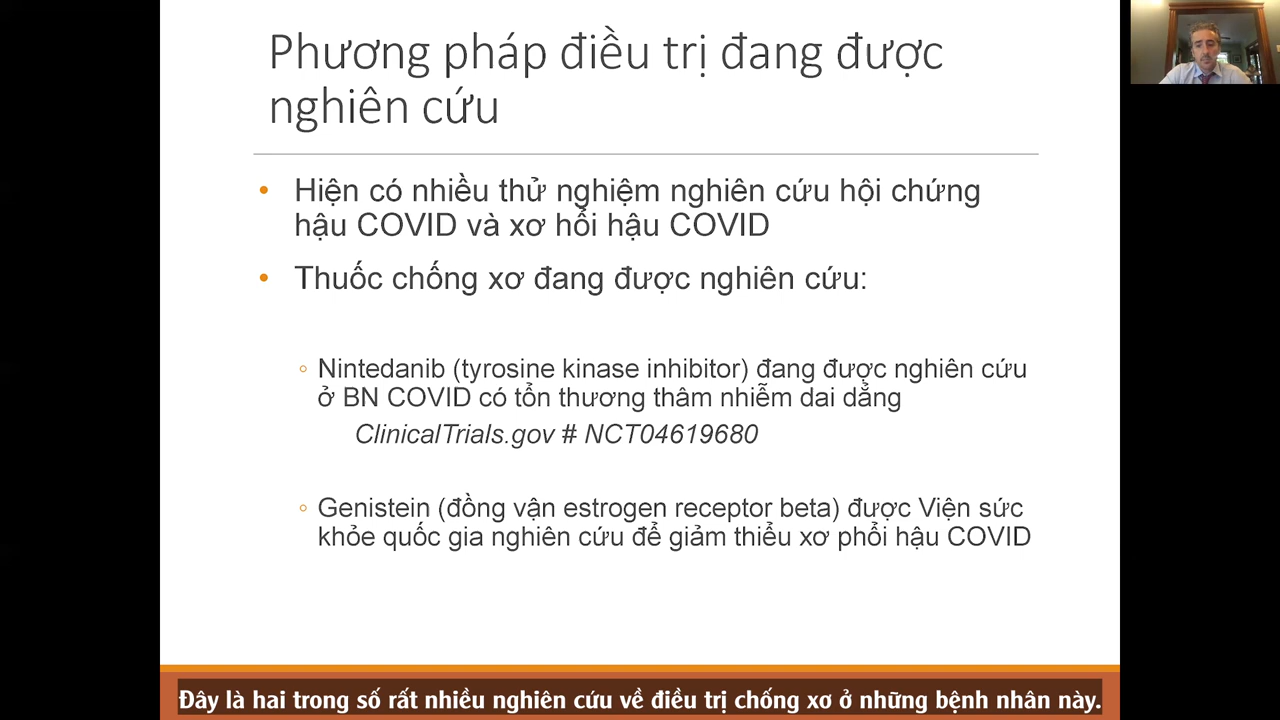 Phương pháp điều trị đang được
nghiên cứu
• Hiện có nhiều thử nghiệm nghiên cứu hội chứng
hậu COVID và xơ hổi hậu COVID
• Thuốc chống xơ đang được nghiên cứu:
◦ Nintedanib (tyrosine kinase inhibitor) đang được nghiên cứu
ở BN COVID có tổn thương thâm nhiễm dai dẳng
ClinicalTrials.gov # NCT04619680
◦ Genistein (đồng vận estrogen receptor beta) được Viện sức
khỏe quốc gia nghiên cứu để giảm thiểu xơ phổi hậu COVID
Đây là hai trong số rất nhiều nghiên cứu về điều trị chống xơ ở những bệnh nhân này.